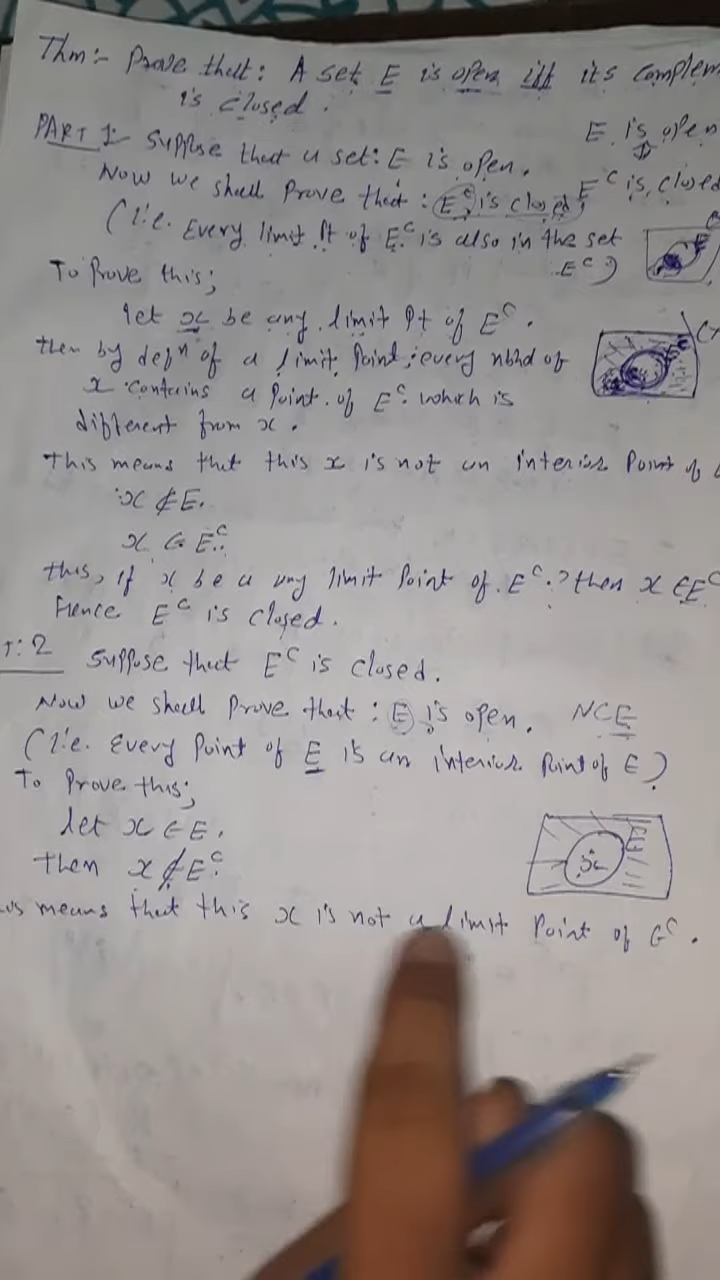 Thm:- Prove that: A set E is open iff its complem
is closed.
E is open
PART 1:- Suppose that a set: E is open.
⇓
Now we shall prove that: E^c is closed,
E^c is closed
(i.e. Every limit pt of E^c is also in the set
E^c)
E
To Prove this;
let x be any limit pt of E^c.
then by defn of a limit point; every nbhd of
x contains a point of E^c which is
different from x.
This means that this x is not an interior point of
x ∉ E.
x ∈ E^c.
this, if x be a any limit point of E^c, then x ∈ E^c
Hence E^c is closed.
T: 2 Suppose that E^c is closed.
Now we shall prove that: E is open. N⊂E
(i.e. Every point of E is an interior point of E)
To prove this;
let x ∈ E.
E
then x ∉ E^c
x
us means that this x is not a limit point of E^c.